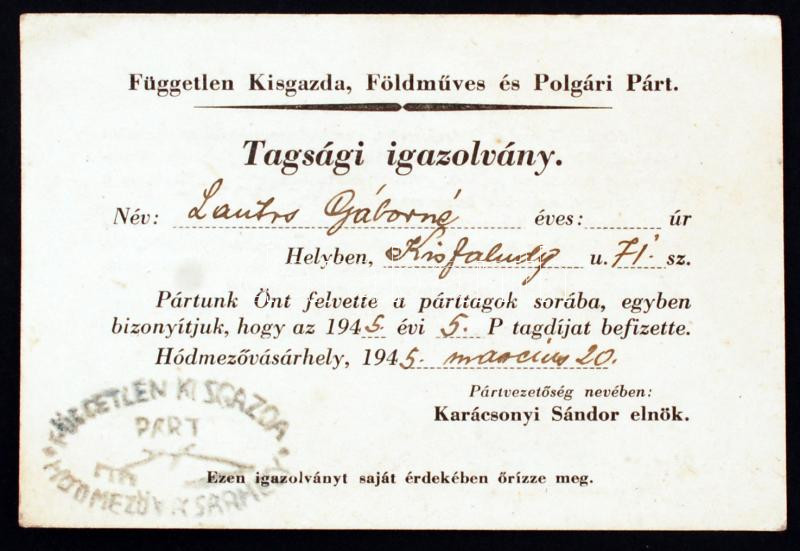 Független Kisgazda, Földműves és Polgári Párt.
Tagsági igazolvány.
Név: Gáborné éves: úr
Helyben, Kisfaludy u. 71. sz.
Pártunk Önt felvette a párttagok sorába, egyben
bizonyítjuk, hogy az 1945 évi 5. P tagdíjat befizette.
Hódmezővásárhely, 1945. március 20.
Pártvezetőség nevében:
Karácsonyi Sándor elnök.
FÜGGETLEN KISGAZDA
PÁRT
HÓDMEZŐVÁSÁRHELY
Ezen igazolványt saját érdekében őrizze meg.